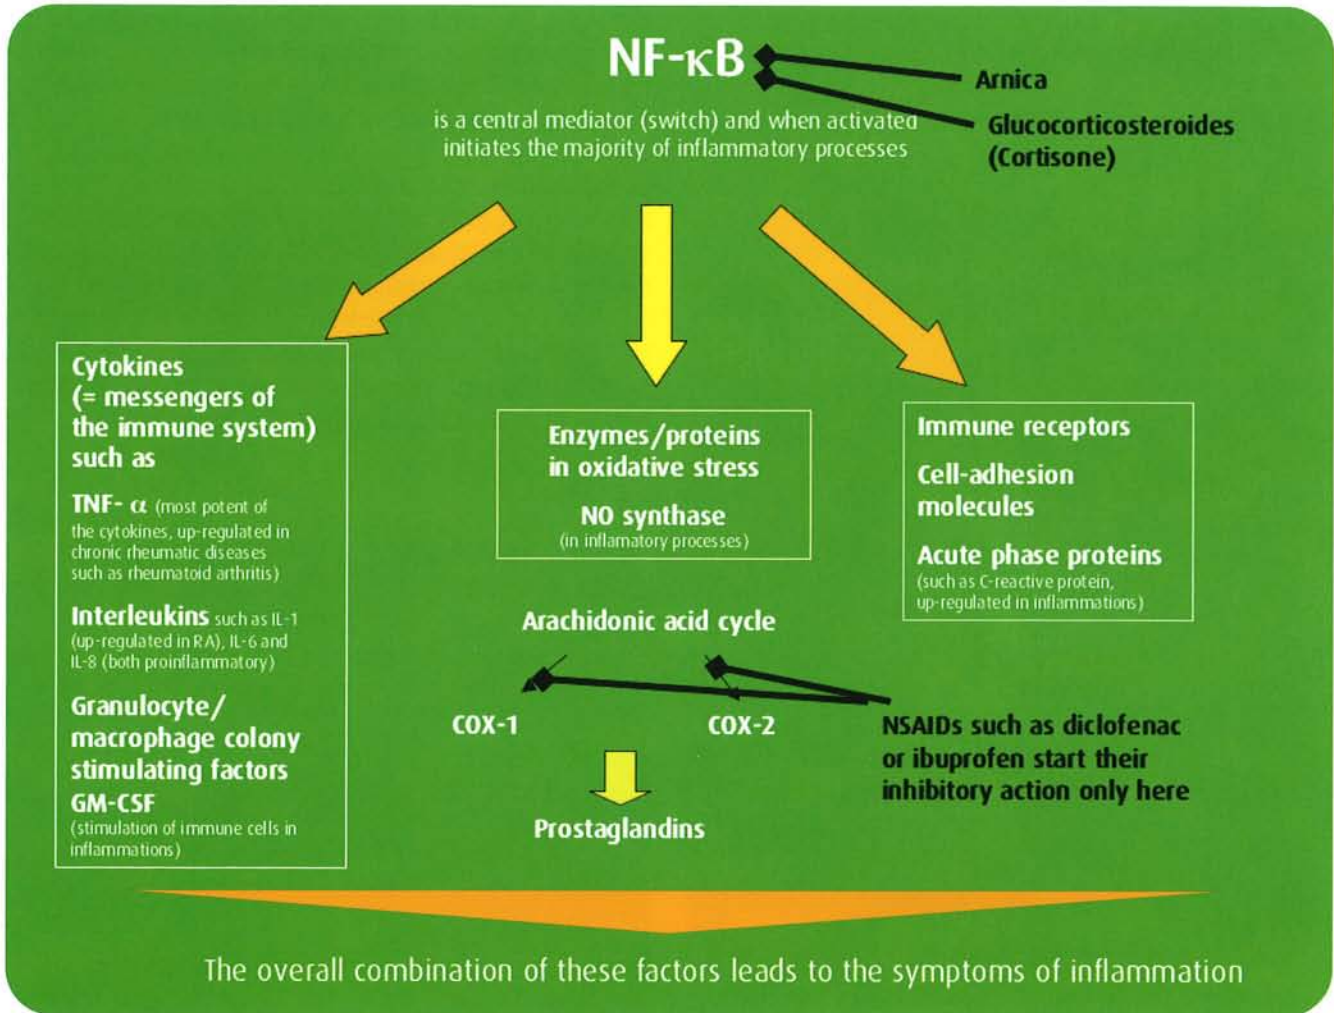 NF-κB
Arnica
Glucocorticosteroides
(Cortisone)
is a central mediator (switch) and when activated
initiates the majority of inflammatory processes
Cytokines
(= messengers of
the immune system)
such as
TNF- α (most potent of
the cytokines, up-regulated in
chronic rheumatic diseases
such as rheumatoid arthritis)
Interleukins such as IL-1
(up-regulated in RA), IL-6 and
IL-8 (both proinflammatory)
Granulocyte/
macrophage colony
stimulating factors
GM-CSF
(stimulation of immune cells in
inflammations)
Enzymes/proteins
in oxidative stress
NO synthase
(in inflamatory processes)
Immune receptors
Cell-adhesion
molecules
Acute phase proteins
(such as C-reactive protein,
up-regulated in inflammations)
Arachidonic acid cycle
COX-1
COX-2
NSAIDs such as diclofenac
or ibuprofen start their
inhibitory action only here
Prostaglandins
The overall combination of these factors leads to the symptoms of inflammation